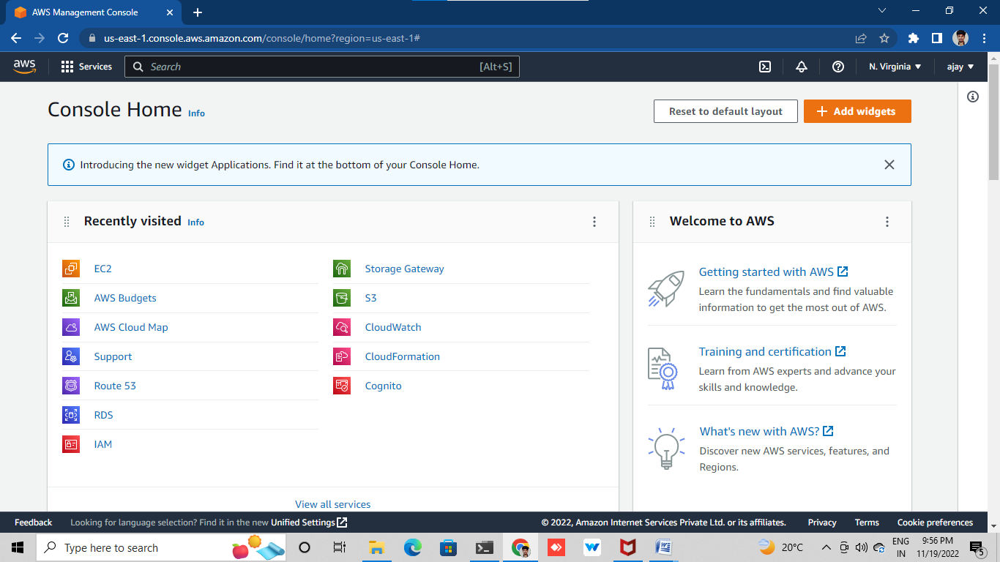 AWS Management Console
us-east-1.console.aws.amazon.com/console/home?region=us-east-1#
aws Services Search [Alt+S] N. Virginia ajay
Console Home Info Reset to default layout Add widgets
Introducing the new widget Applications. Find it at the bottom of your Console Home.
Recently visited Info
EC2
AWS Budgets
AWS Cloud Map
Support
Route 53
RDS
IAM
Storage Gateway
S3
CloudWatch
CloudFormation
Cognito
View all services
Welcome to AWS
Getting started with AWS
Learn the fundamentals and find valuable
information to get the most out of AWS.
Training and certification
Learn from AWS experts and advance your
skills and knowledge.
What's new with AWS?
Discover new AWS services, features, and
Regions.
Feedback Looking for language selection? Find it in the new Unified Settings © 2022, Amazon Internet Services Private Ltd. or its affiliates. Privacy Terms Cookie preferences
Type here to search 20°C ENG 9:56 PM
IN 11/19/2022 5